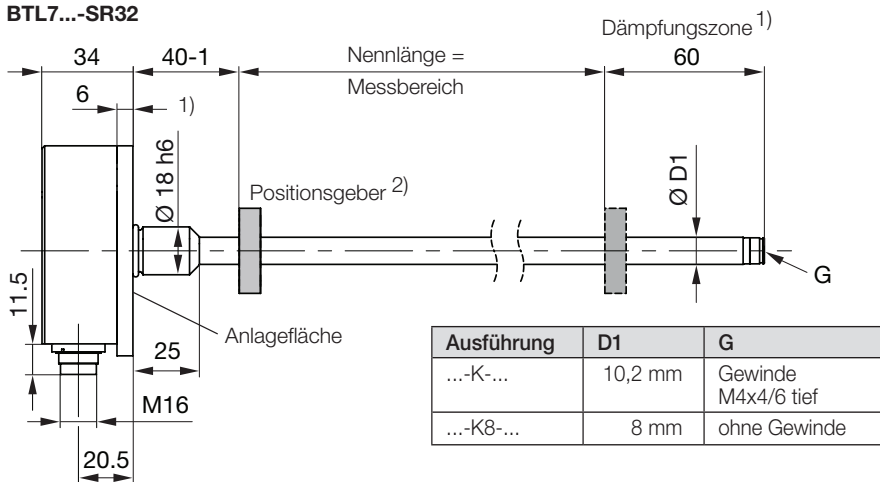 BTL7...-SR32
Dämpfungszone 1)
34
40-1
Nennlänge =
Messbereich
60
6
1)
Ø 18 h6
Positionsgeber 2)
Ø D1
G
11.5
Anlagefläche
25
M16
20.5
Ausführung D1 G
...-K-... 10,2 mm Gewinde
M4x4/6 tief
...-K8-... 8 mm ohne Gewinde